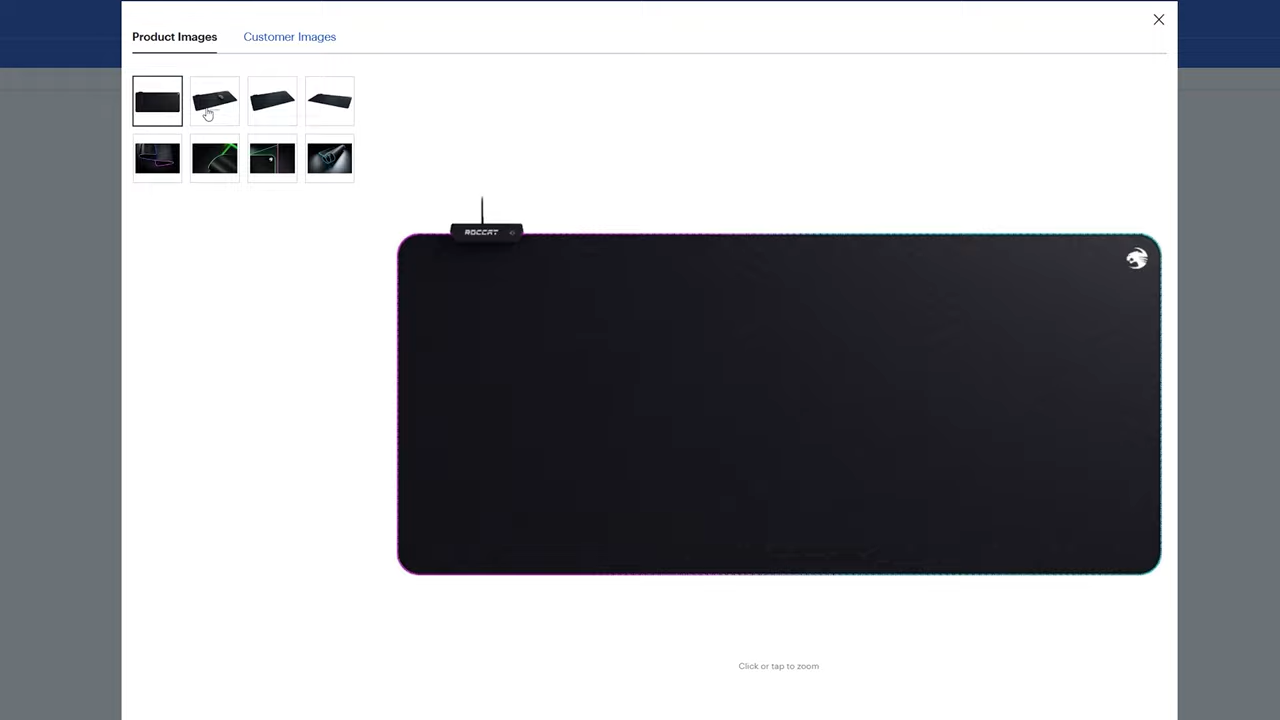 Product Images
Customer Images
ROCCAT
Click or tap to zoom